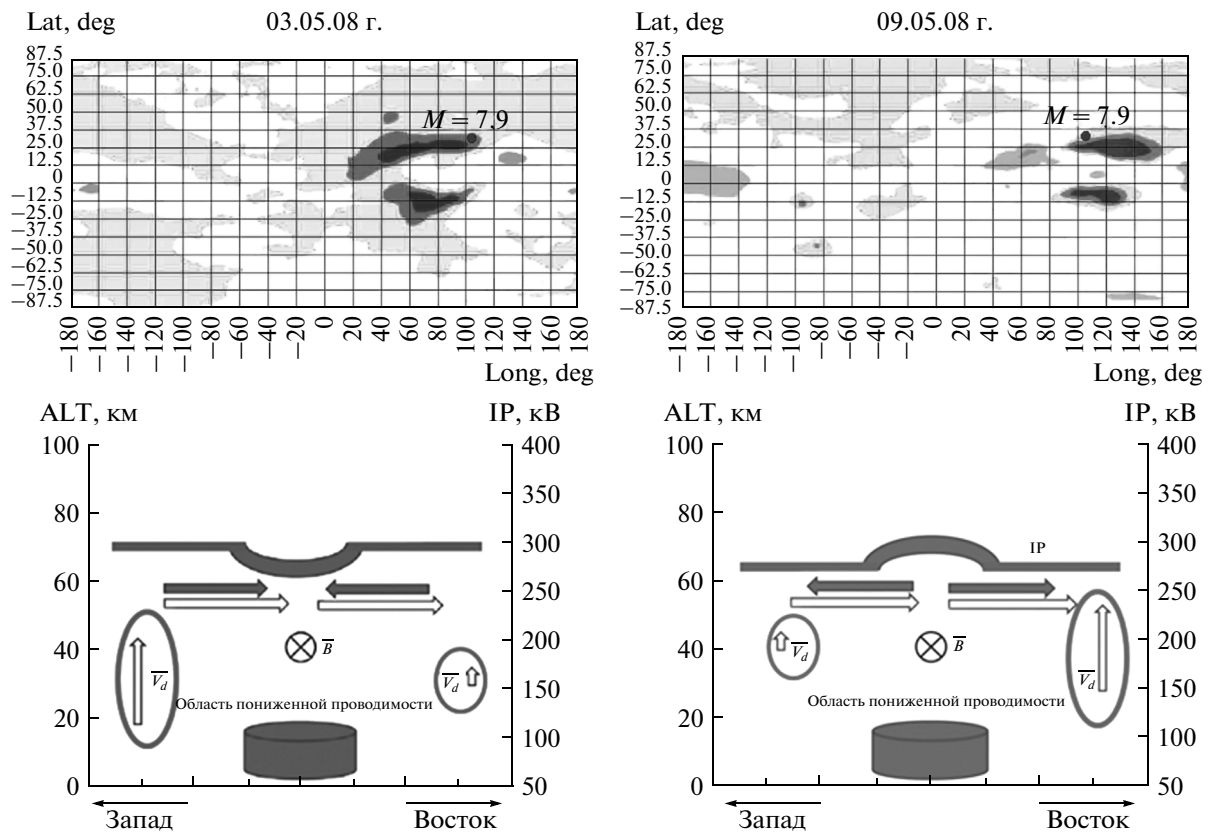 Lat, deg 03.05.08 г.
87.5
75.0
62.5
50.0
37.5
25.0
12.5
0
−12.5
−25.0
−37.5
−50.0
−62.5
−75.0
−87.5
M = 7.9
−180 −160 −140 −120 −100 −80 −60 −40 −20 0 20 40 60 80 100 120 140 160 180
Long, deg
Lat, deg 09.05.08 г.
87.5
75.0
62.5
50.0
37.5
25.0
12.5
0
−12.5
−25.0
−37.5
−50.0
−62.5
−75.0
−87.5
M = 7.9
−180 −160 −140 −120 −100 −80 −60 −40 −20 0 20 40 60 80 100 120 140 160 180
Long, deg
ALT, км IP, кВ
100 400
350
80 300
60 250
200
40 150
20 100
0 50
B
V_d V_d
Область пониженной проводимости
Запад Восток
ALT, км IP, кВ
100 400
350
80 300
IP
60 250
200
40 150
20 100
0 50
B
V_d V_d
Область пониженной проводимости
Запад Восток